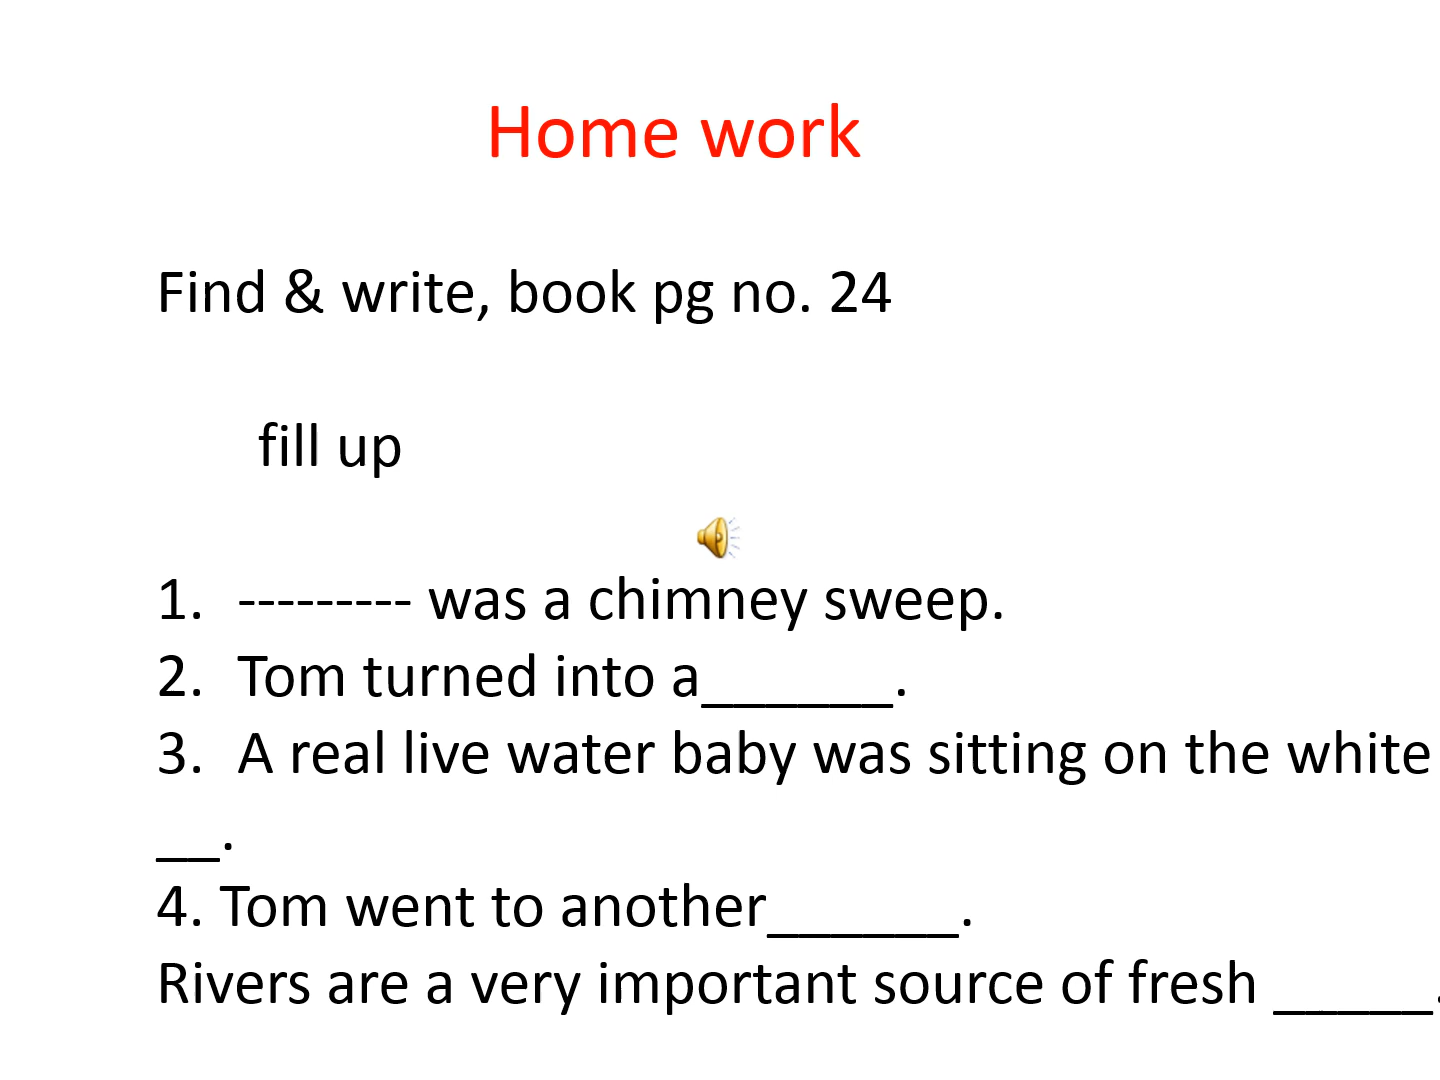 Home work
Find & write, book pg no. 24
fill up
1. --------- was a chimney sweep.
2. Tom turned into a______.
3. A real live water baby was sitting on the white
__.
4. Tom went to another______.
Rivers are a very important source of fresh _____.